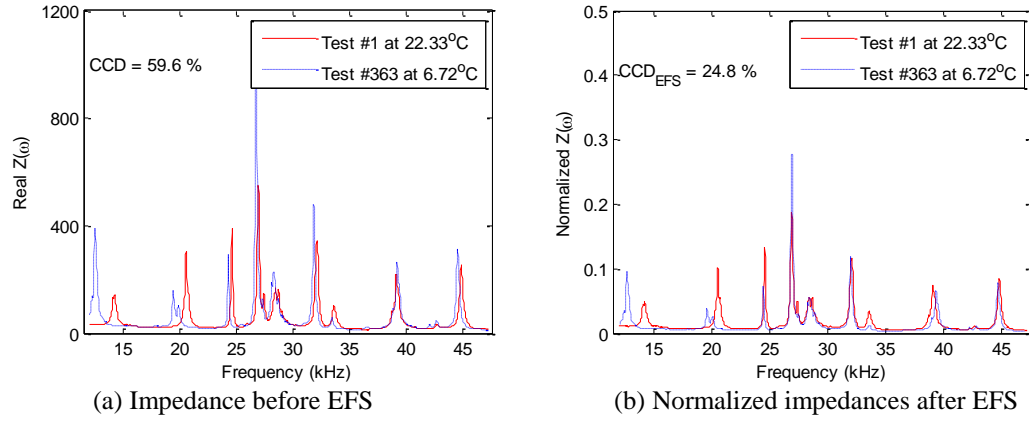 1200
800
400
0
Real Z(ω)
CCD = 59.6 %
Test #1 at 22.33°C
Test #363 at 6.72°C
15 20 25 30 35 40 45
Frequency (kHz)
(a) Impedance before EFS
0.5
0.4
0.3
0.2
0.1
0
Normalized Z(ω)
CCD_EFS = 24.8 %
Test #1 at 22.33°C
Test #363 at 6.72°C
15 20 25 30 35 40 45
Frequency (kHz)
(b) Normalized impedances after EFS